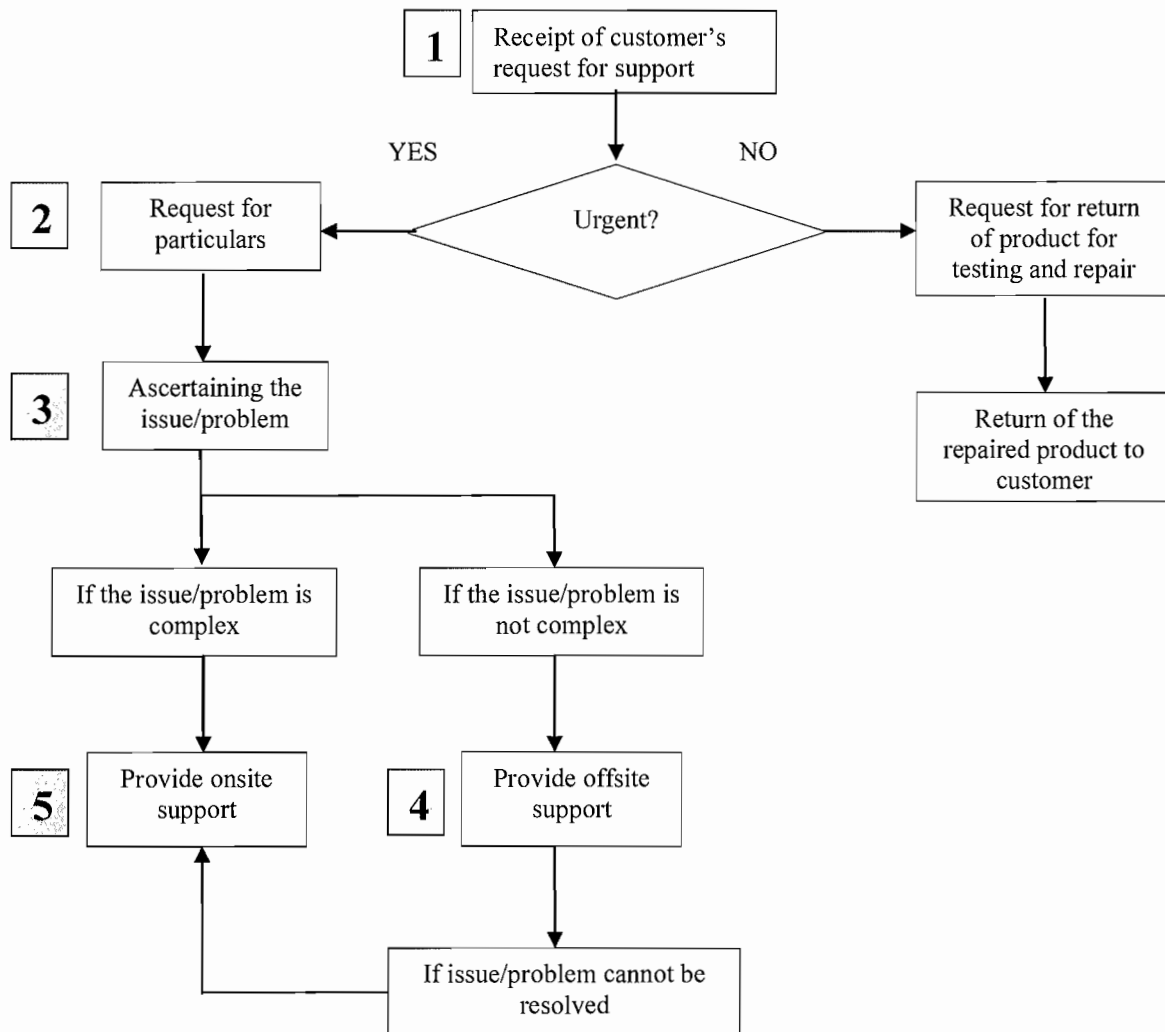 1
Receipt of customer's
request for support
YES
NO
Urgent?
2
Request for
particulars
Request for return
of product for
testing and repair
3
Ascertaining the
issue/problem
Return of the
repaired product to
customer
If the issue/problem is
complex
If the issue/problem is
not complex
5
Provide onsite
support
4
Provide offsite
support
If issue/problem cannot be
resolved